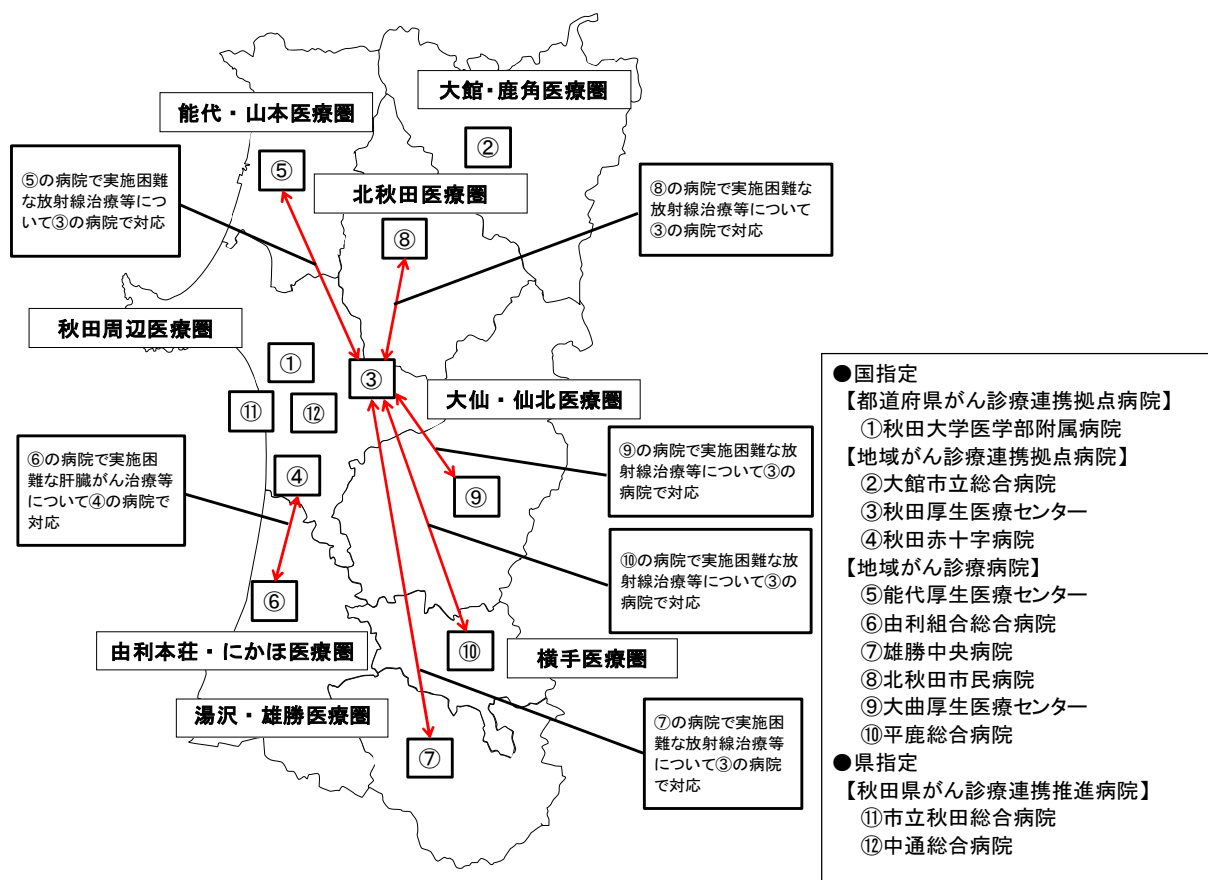 大館・鹿角医療圏
能代・山本医療圏
②
⑤
⑤の病院で実施困難
な放射線治療等につ
いて③の病院で対応
北秋田医療圏
⑧の病院で実施困難な
放射線治療等について
③の病院で対応
⑧
秋田周辺医療圏
①
③
大仙・仙北医療圏
⑪
⑫
⑥の病院で実施困
難な肝臓がん治療等
について④の病院で
対応
④
⑨の病院で実施困難な放
射線治療等について③の
病院で対応
⑨
⑩の病院で実施困難な放
射線治療等について③の
病院で対応
⑥
由利本荘・にかほ医療圏
⑩
横手医療圏
湯沢・雄勝医療圏
⑦
⑦の病院で実施困
難な放射線治療等
について③の病院
で対応
●国指定
【都道府県がん診療連携拠点病院】
①秋田大学医学部附属病院
【地域がん診療連携拠点病院】
②大館市立総合病院
③秋田厚生医療センター
④秋田赤十字病院
【地域がん診療病院】
⑤能代厚生医療センター
⑥由利組合総合病院
⑦雄勝中央病院
⑧北秋田市民病院
⑨大曲厚生医療センター
⑩平鹿総合病院
●県指定
【秋田県がん診療連携推進病院】
⑪市立秋田総合病院
⑫中通総合病院